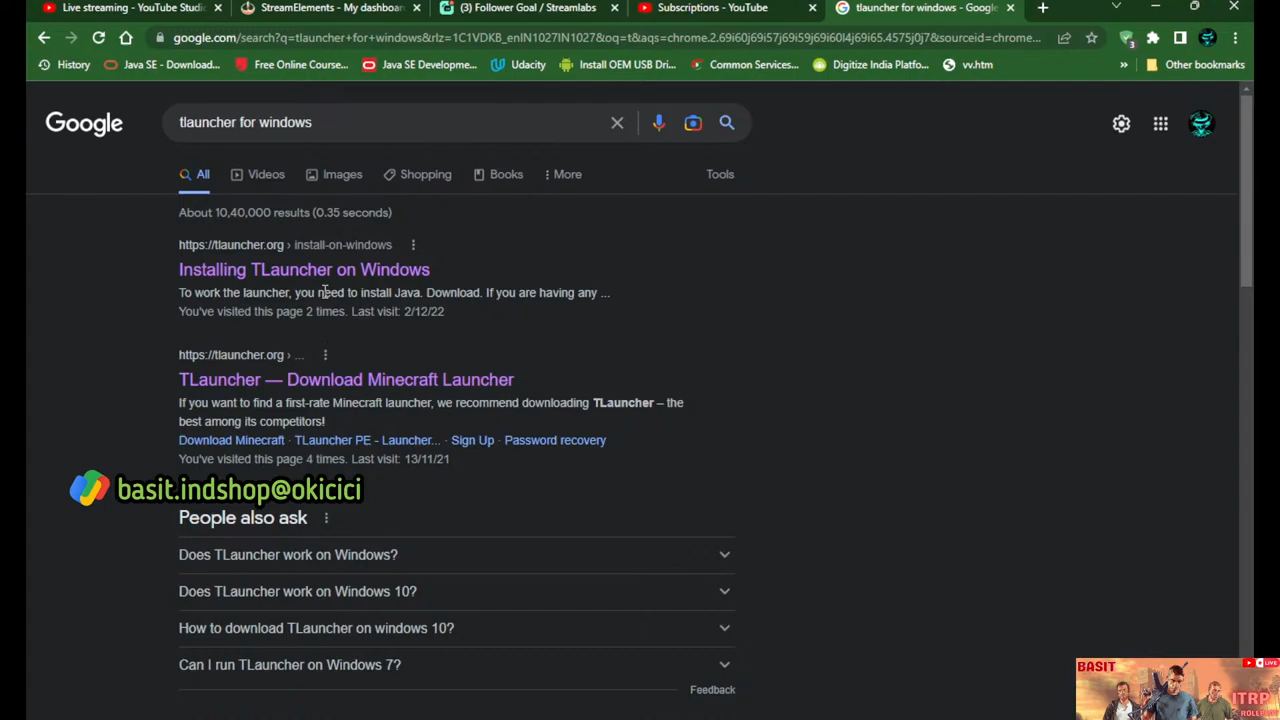 Live streaming - YouTube Studi
StreamElements - My dashboar
(3) Follower Goal / Streamlabs
Subscriptions - YouTube
tlauncher for windows - Google
google.com/search?q=tlauncher+for+windows&rlz=1C1VDKB_enIN1027IN1027&oq=t&aqs=chrome.2.69i60j69i57j69i59j69i60l4j69i65.4575j0j7&sourceid=chrome...
3
History
Java SE - Download...
Free Online Course...
Java SE Developme...
Udacity
Install OEM USB Dri...
Common Services...
Digitize India Platfo...
vv.htm
»
Other bookmarks
Google
tlauncher for windows
All
Videos
Images
Shopping
Books
More
Tools
About 10,40,000 results (0.35 seconds)
https://tlauncher.org › install-on-windows
Installing TLauncher on Windows
To work the launcher, you need to install Java. Download. If you are having any ...
You've visited this page 2 times. Last visit: 2/12/22
https://tlauncher.org › ...
TLauncher — Download Minecraft Launcher
If you want to find a first-rate Minecraft launcher, we recommend downloading TLauncher – the
best among its competitors!
Download Minecraft · TLauncher PE - Launcher... · Sign Up · Password recovery
You've visited this page 4 times. Last visit: 13/11/21
basit.indshop@okicici
People also ask
Does TLauncher work on Windows?
Does TLauncher work on Windows 10?
How to download TLauncher on windows 10?
Can I run TLauncher on Windows 7?
Feedback
BASIT
LIVE
ITRP